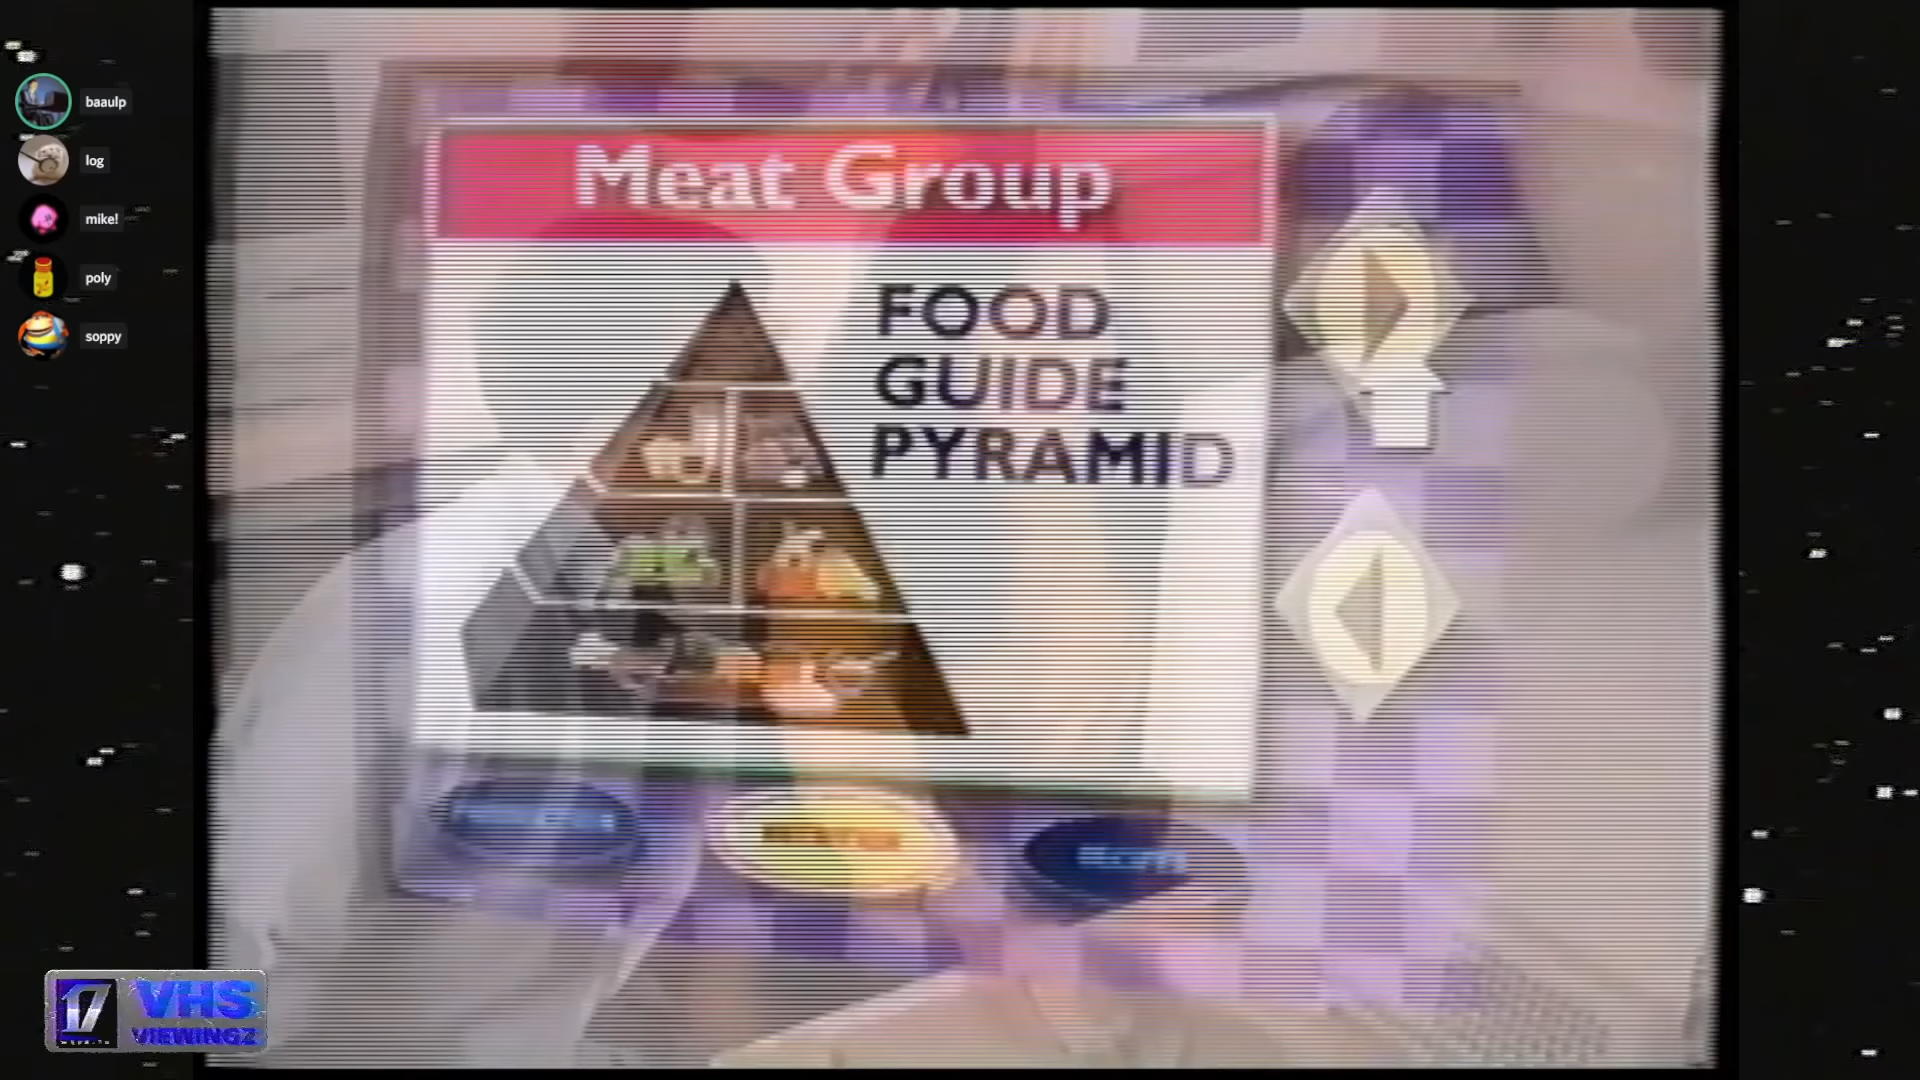 baaulp
log
mike!
poly
soppy
Meat Group
FOOD
GUIDE
PYRAMID
VHS
VIEWINGZ